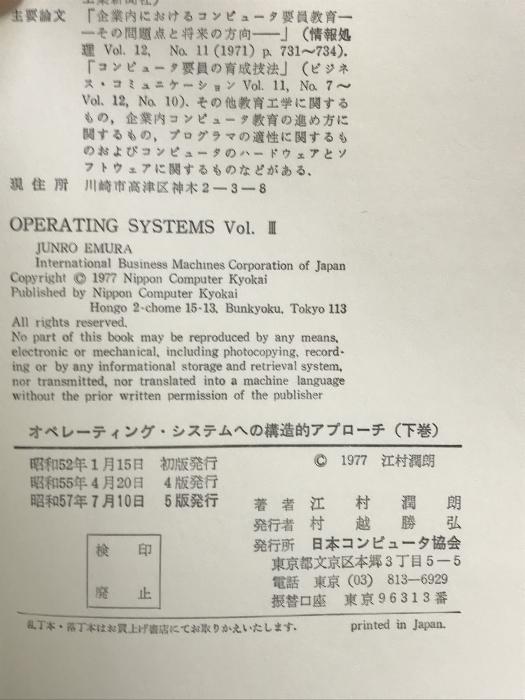 主要論文 「企業内におけるコンピュータ要員教育―
―その問題点と将来の方向――」(情報処
理 Vol. 12, No. 11 (1971) p. 731～734).
「コンピュータ要員の育成技法」(ビジネ
ス・コミュニケーション Vol. 11, No. 7～
Vol. 12, No. 10). その他教育工学に関する
もの, 企業内コンピュータ教育の進め方に
関するもの, プログラマの適性に関するも
のおよびコンピュータのハードウェアとソ
フトウェアに関するものなどがある.
現住所 川崎市高津区神木2－3－8
OPERATING SYSTEMS Vol. Ⅲ
JUNRO EMURA
International Business Machines Corporation of Japan
Copyright © 1977 Nippon Computer Kyokai
Published by Nippon Computer Kyokai
Hongo 2-chome 15-13, Bunkyoku, Tokyo 113
All rights reserved.
No part of this book may be reproduced by any means,
electronic or mechanical, including photocopying, record-
ing or by any informational storage and retrieval system,
nor transmitted, nor translated into a machine language
without the prior written permission of the publisher
オペレーティング・システムへの構造的アプローチ(下巻)
昭和52年1月15日 初版発行
昭和55年4月20日 4版発行
昭和57年7月10日 5版発行
© 1977 江村潤朗
著者 江村潤朗
発行者 村越勝弘
発行所 日本コンピュータ協会
東京都文京区本郷3丁目5－5
電話 東京(03) 813－6929
振替口座 東京96313番
検印
廃止
乱丁本・落丁本はお買上げ書店にてお取りかえいたします.
printed in Japan.